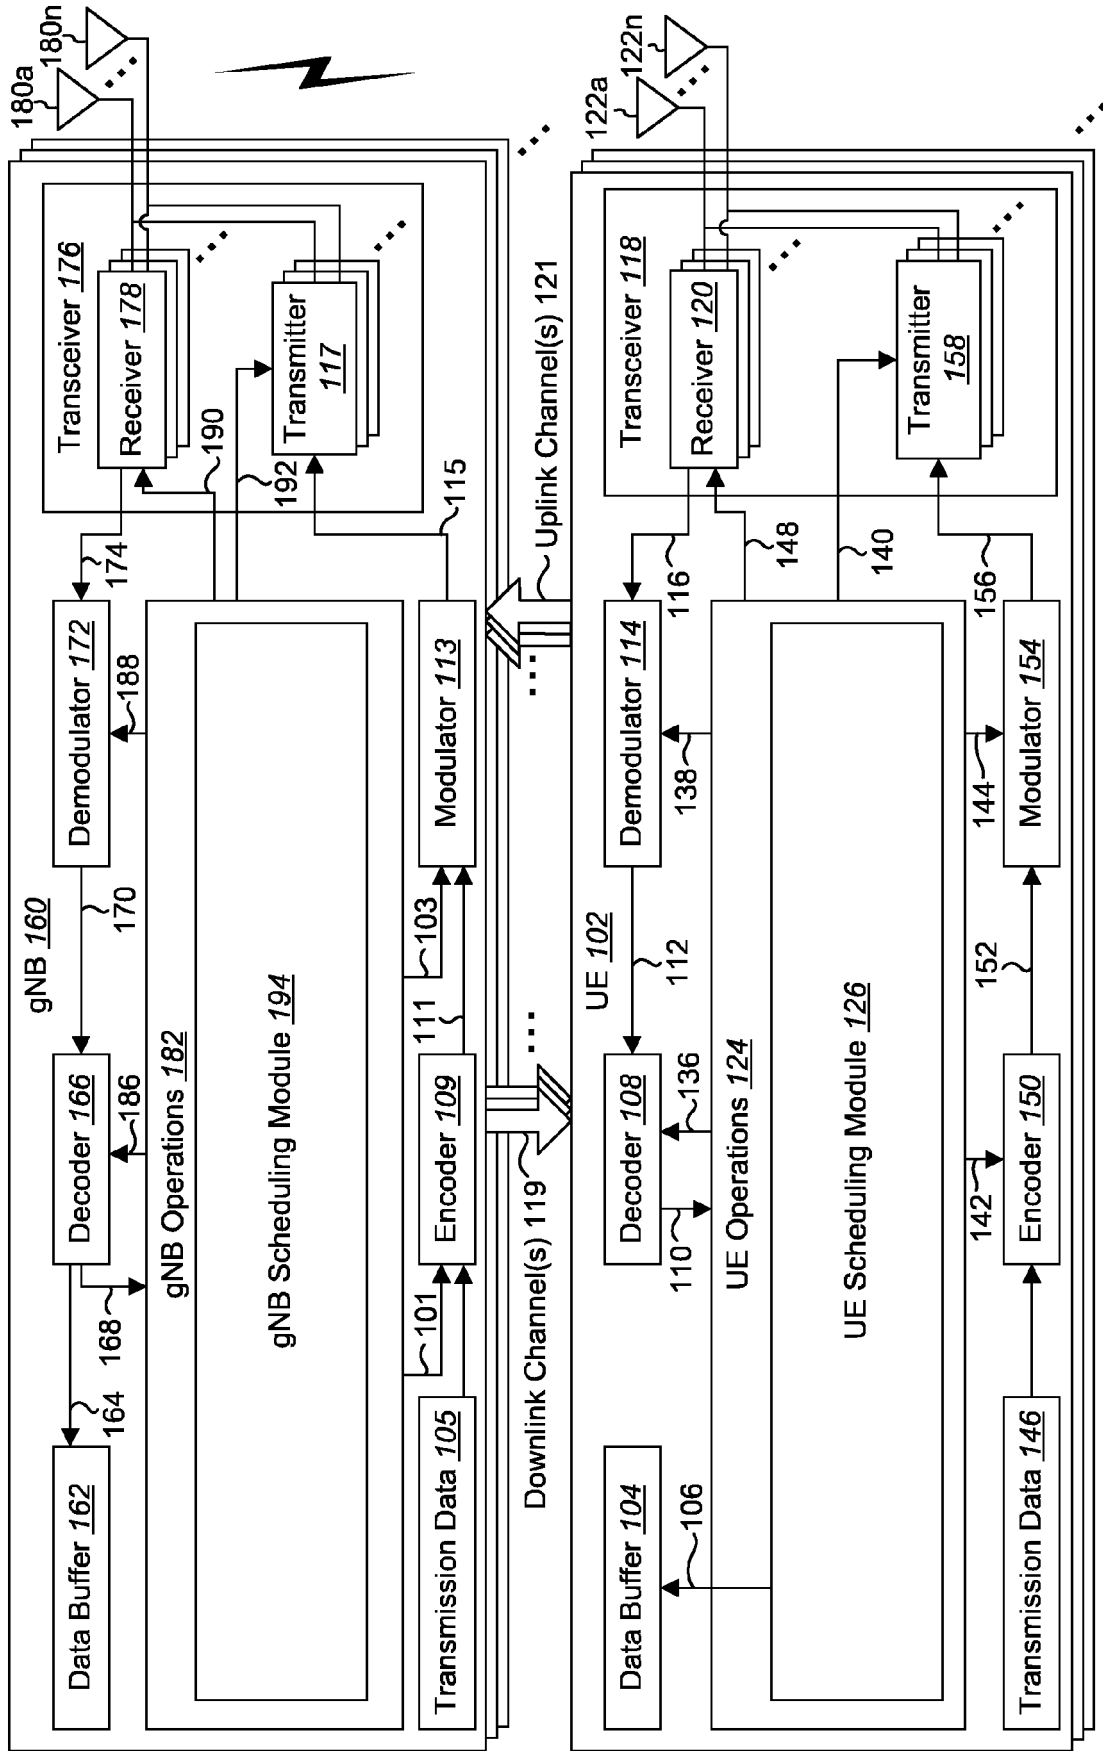 gNB 160
180a
180n
Data Buffer 162
164
168
Decoder 166
186
170
Demodulator 172
188
174
Transceiver 176
Receiver 178
190
192
Transmitter
117
gNB Operations 182
gNB Scheduling Module 194
101
103
Transmission Data 105
Encoder 109
111
Modulator 113
115
Downlink Channel(s) 119
Uplink Channel(s) 121
UE 102
122a
122n
Data Buffer 104
106
Decoder 108
110
136
112
Demodulator 114
138
116
Transceiver 118
Receiver 120
148
140
Transmitter
158
UE Operations 124
UE Scheduling Module 126
142
144
Transmission Data 146
Encoder 150
152
Modulator 154
156